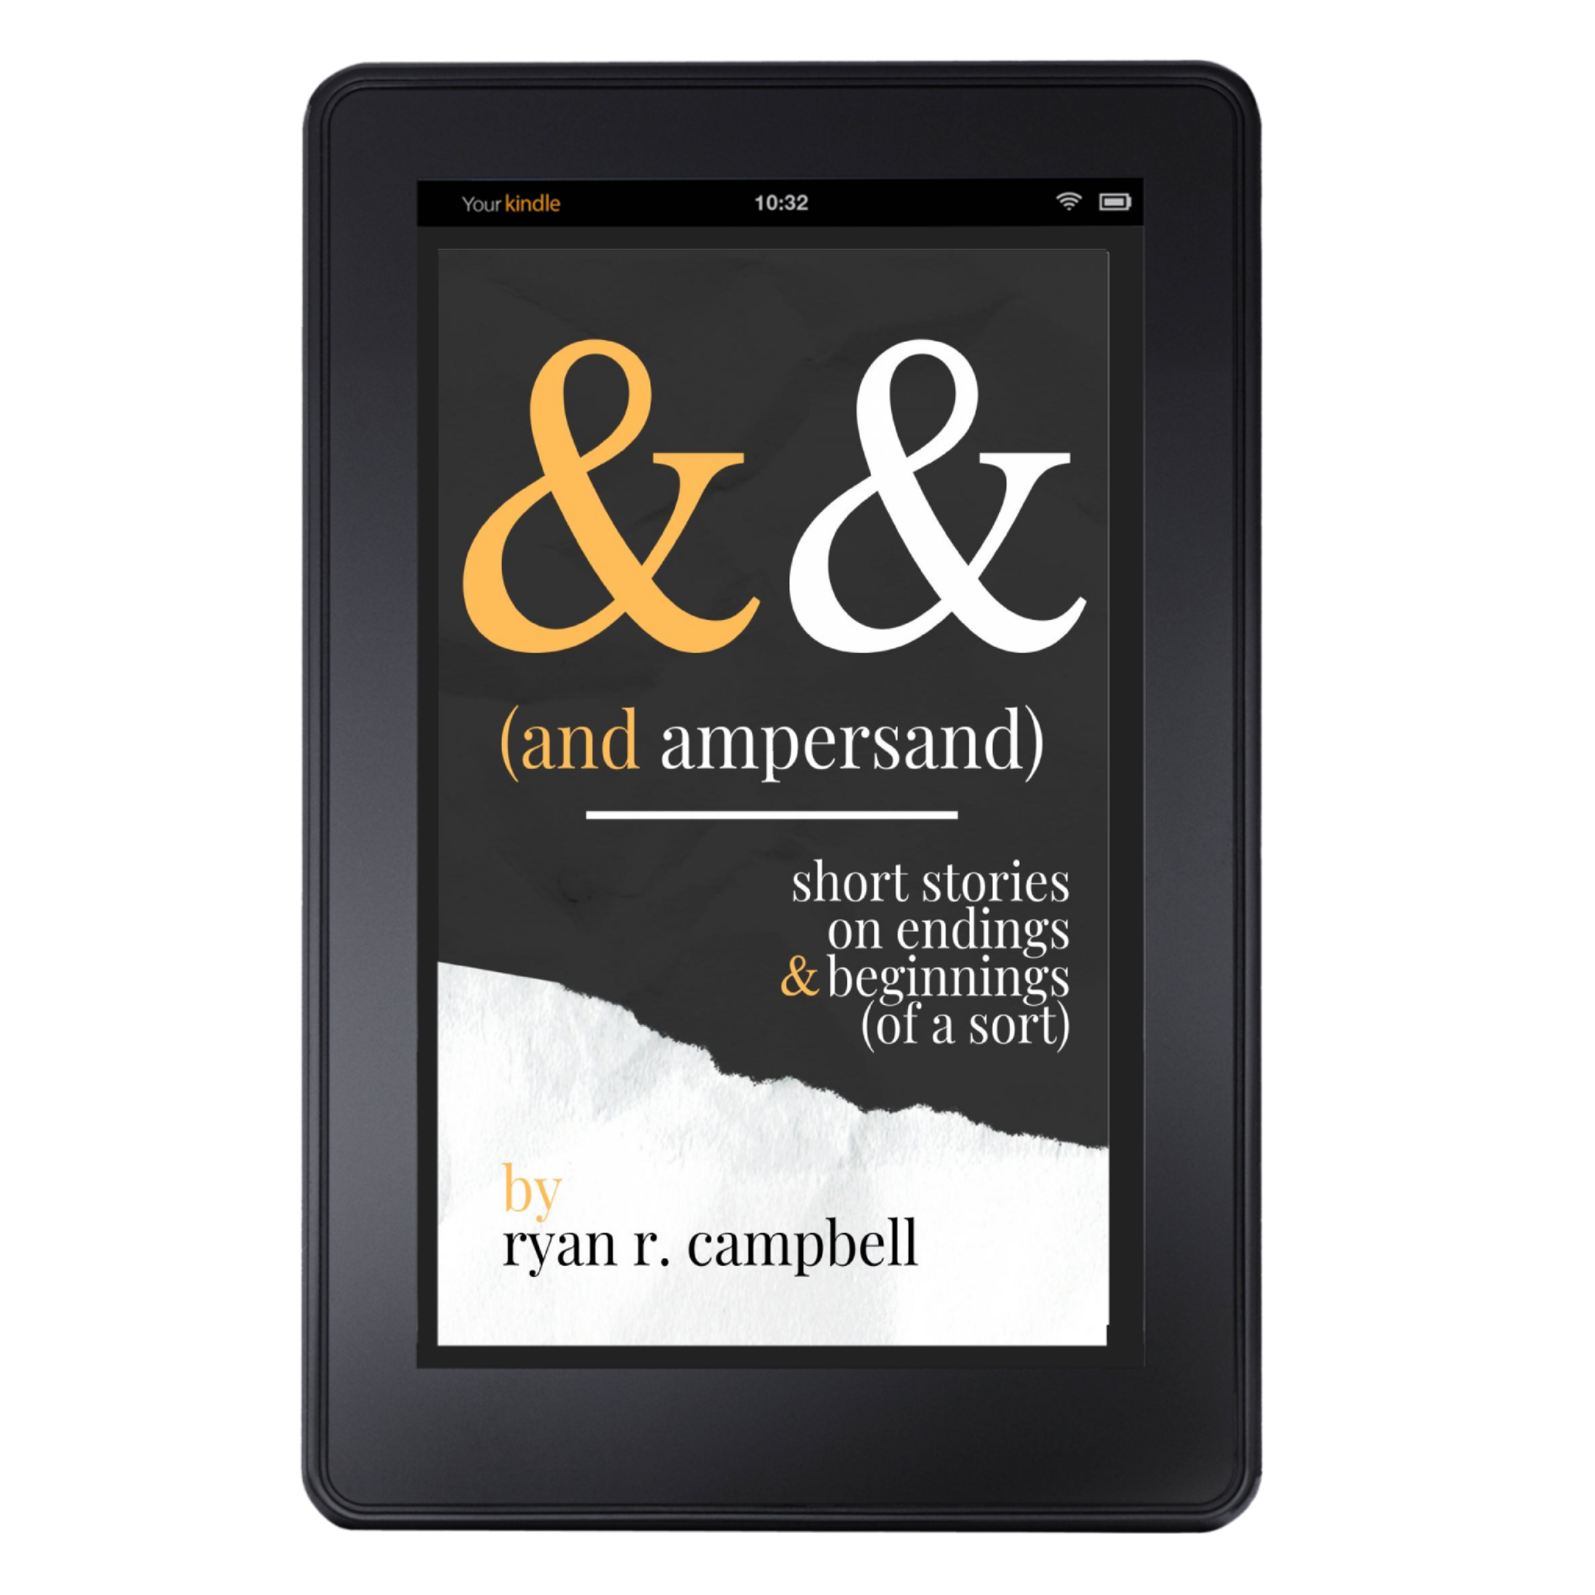 Your kindle 10:32
& &
(and ampersand)
short stories
on endings
& beginnings
(of a sort)
by
ryan r. campbell